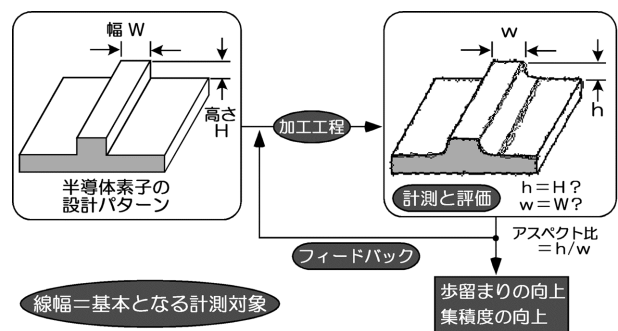 幅 W
高さ
H
半導体素子の
設計パターン
加工工程
w
h
計測と評価
h＝H？
w＝W？
アスペクト比
＝h/w
フィードバック
線幅＝基本となる計測対象
歩留まりの向上
集積度の向上